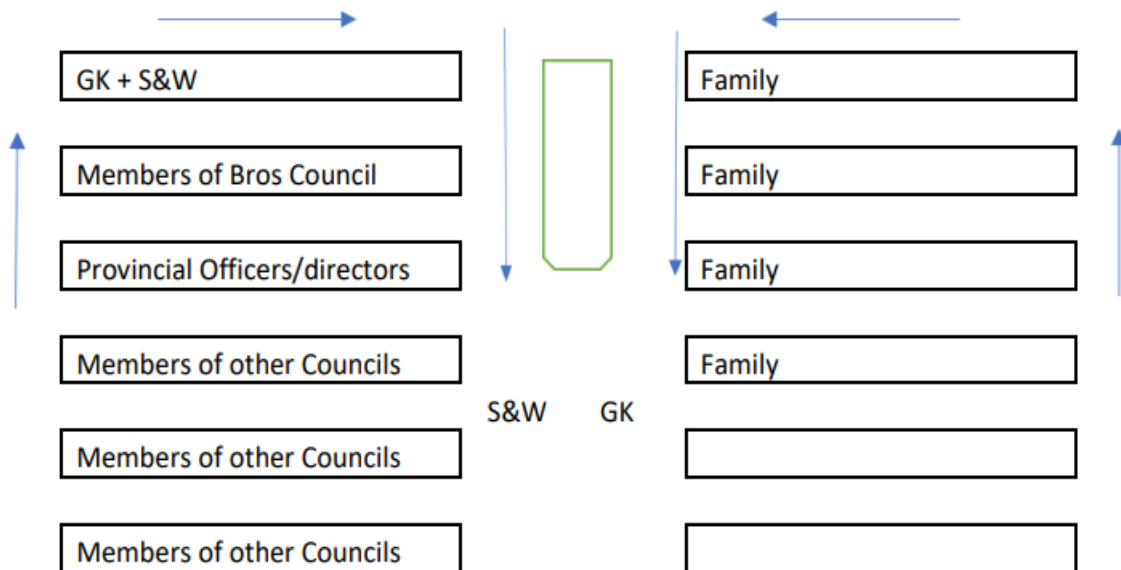 GK + S&W
Family
Members of Bros Council
Family
Provincial Officers/directors
Family
Members of other Councils
Family
S&W GK
Members of other Councils
Members of other Councils